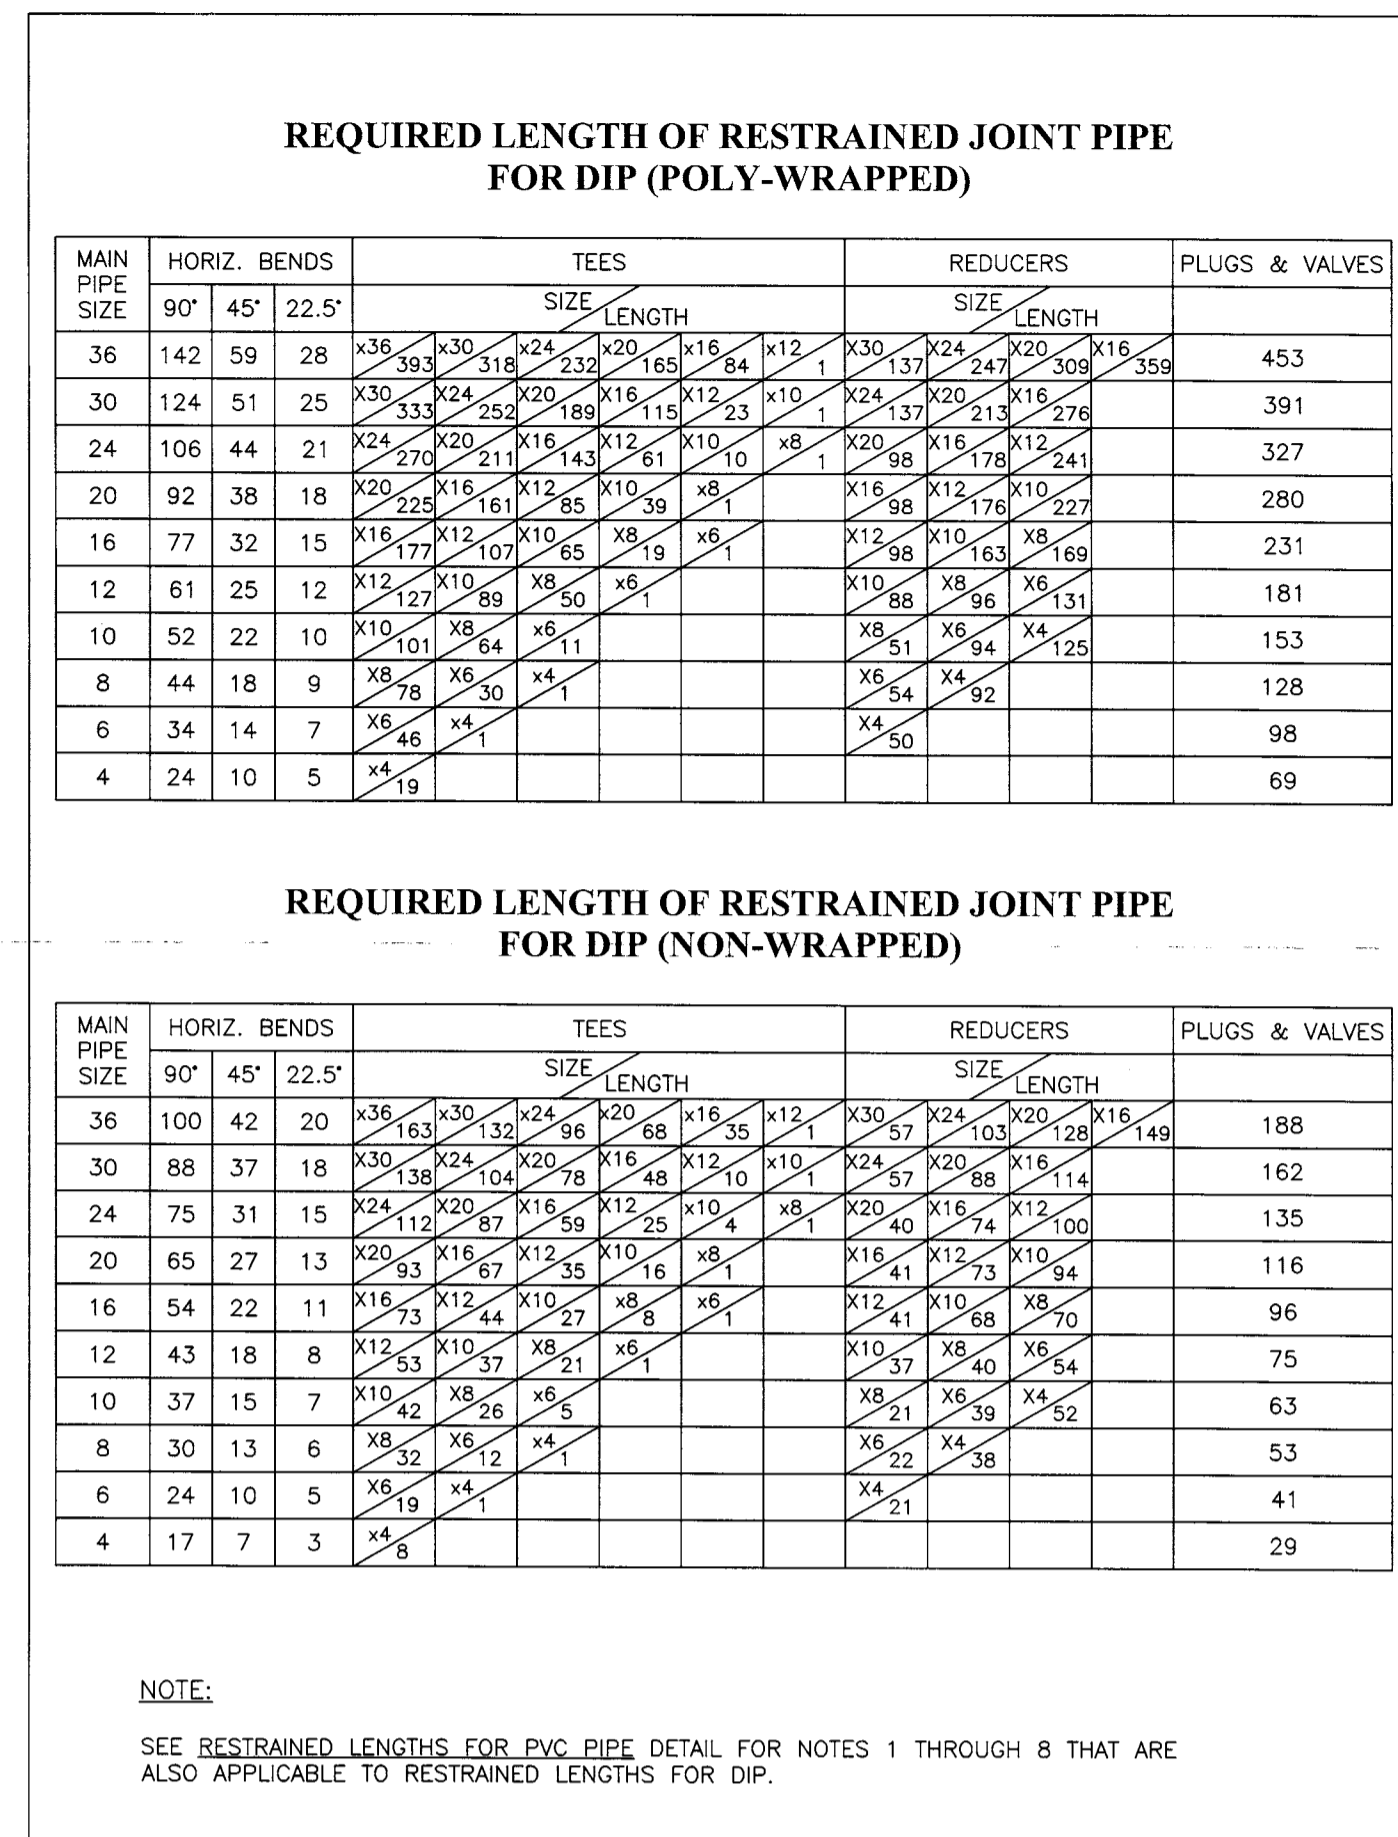 REQUIRED LENGTH OF RESTRAINED JOINT PIPE
FOR DIP (POLY-WRAPPED)
MAIN PIPE SIZE HORIZ. BENDS TEES REDUCERS PLUGS & VALVES
90° 45° 22.5° SIZE/LENGTH SIZE/LENGTH
36 142 59 28 x36/393 x30/318 x24/232 x20/165 x16/84 x12/1 X30/137 X24/247 X20/309 X16/359 453
30 124 51 25 X30/333 X24/252 X20/189 X16/115 X12/23 x10/1 X24/137 X20/213 X16/276 391
24 106 44 21 X24/270 X20/211 X16/143 X12/61 X10/10 x8/1 X20/98 X16/178 X12/241 327
20 92 38 18 X20/225 X16/161 X12/85 X10/39 x8/1 X16/98 X12/176 X10/227 280
16 77 32 15 X16/177 X12/107 X10/65 X8/19 x6/1 X12/98 X10/163 X8/169 231
12 61 25 12 X12/127 X10/89 X8/50 x6/1 X10/88 X8/96 X6/131 181
10 52 22 10 X10/101 X8/64 x6/11 X8/51 X6/94 X4/125 153
8 44 18 9 X8/78 X6/30 x4/1 X6/54 X4/92 128
6 34 14 7 X6/46 x4/1 X4/50 98
4 24 10 5 x4/19 69
REQUIRED LENGTH OF RESTRAINED JOINT PIPE
FOR DIP (NON-WRAPPED)
MAIN PIPE SIZE HORIZ. BENDS TEES REDUCERS PLUGS & VALVES
90° 45° 22.5° SIZE/LENGTH SIZE/LENGTH
36 100 42 20 x36/163 x30/132 x24/96 x20/68 x16/35 x12/1 X30/57 X24/103 X20/128 X16/149 188
30 88 37 18 X30/138 X24/104 X20/78 X16/48 X12/10 x10/1 X24/57 X20/88 X16/114 162
24 75 31 15 X24/112 X20/87 X16/59 X12/25 x10/4 x8/1 X20/40 X16/74 X12/100 135
20 65 27 13 X20/93 X16/67 X12/35 X10/16 x8/1 X16/41 X12/73 X10/94 116
16 54 22 11 X16/73 X12/44 X10/27 x8/8 x6/1 X12/41 X10/68 X8/70 96
12 43 18 8 X12/53 X10/37 X8/21 x6/1 X10/37 X8/40 X6/54 75
10 37 15 7 X10/42 X8/26 x6/5 X8/21 X6/39 X4/52 63
8 30 13 6 X8/32 X6/12 x4/1 X6/22 X4/38 53
6 24 10 5 X6/19 x4/1 X4/21 41
4 17 7 3 x4/8 29
NOTE:
SEE RESTRAINED LENGTHS FOR PVC PIPE DETAIL FOR NOTES 1 THROUGH 8 THAT ARE
ALSO APPLICABLE TO RESTRAINED LENGTHS FOR DIP.